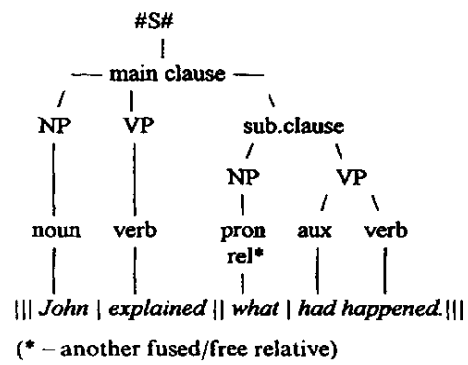 #S#
main clause
NP VP sub.clause
NP VP
noun verb pron aux verb
rel*
||| John | explained || what | had happened. |||
(* – another fused/free relative)